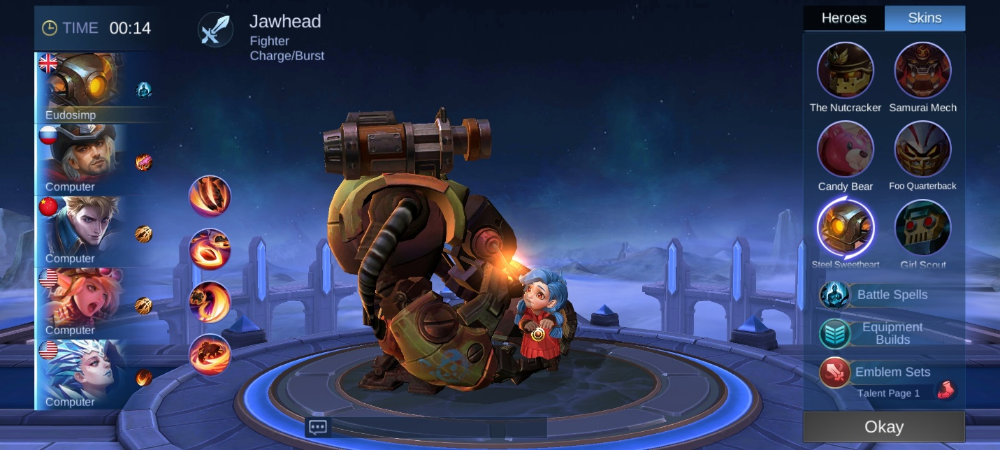 TIME 00:14
Jawhead
Fighter
Charge/Burst
Eudosimp
Computer
Computer
Computer
Computer
Heroes
Skins
The Nutcracker
Samurai Mech
Candy Bear
Foo Quarterback
Steel Sweetheart
Girl Scout
Battle Spells
Equipment
Builds
Emblem Sets
Talent Page 1
Okay